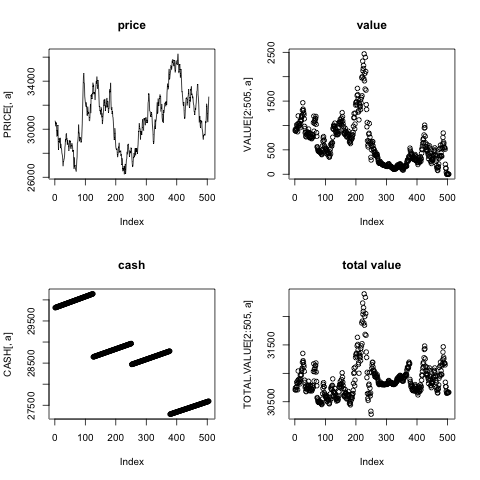 price
PRICE[, a]
26000 30000 34000
0 100 200 300 400 500
Index
value
VALUE[2:505, a]
0 500 1500 2500
0 100 200 300 400 500
Index
cash
CASH[, a]
27500 28500 29500
0 100 200 300 400 500
Index
total value
TOTAL.VALUE[2:505, a]
30500 31500
0 100 200 300 400 500
Index